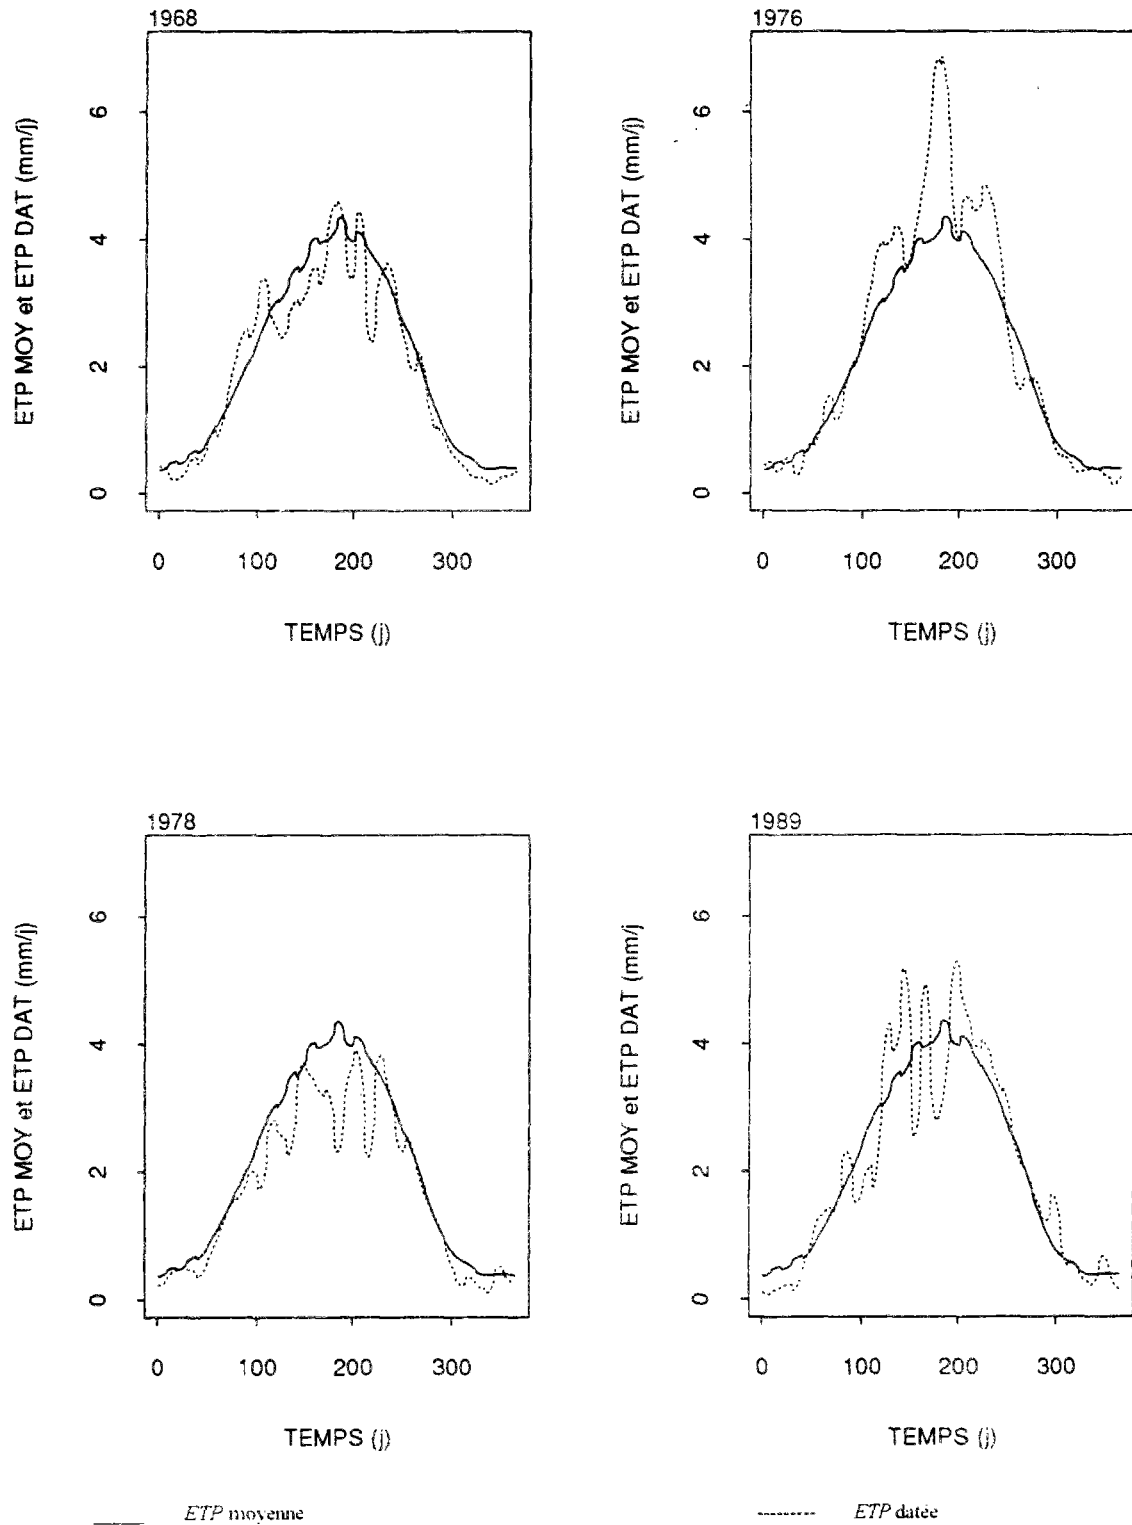 1968
ETP MOY et ETP DAT (mm/j)
6
4
2
0
0 100 200 300
TEMPS (j)
1976
ETP MOY et ETP DAT (mm/j)
6
4
2
0
0 100 200 300
TEMPS (j)
1978
ETP MOY et ETP DAT (mm/j)
6
4
2
0
0 100 200 300
TEMPS (j)
1989
ETP MOY et ETP DAT (mm/j
6
4
2
0
0 100 200 300
TEMPS (j)
ETP moyenne
ETP datée